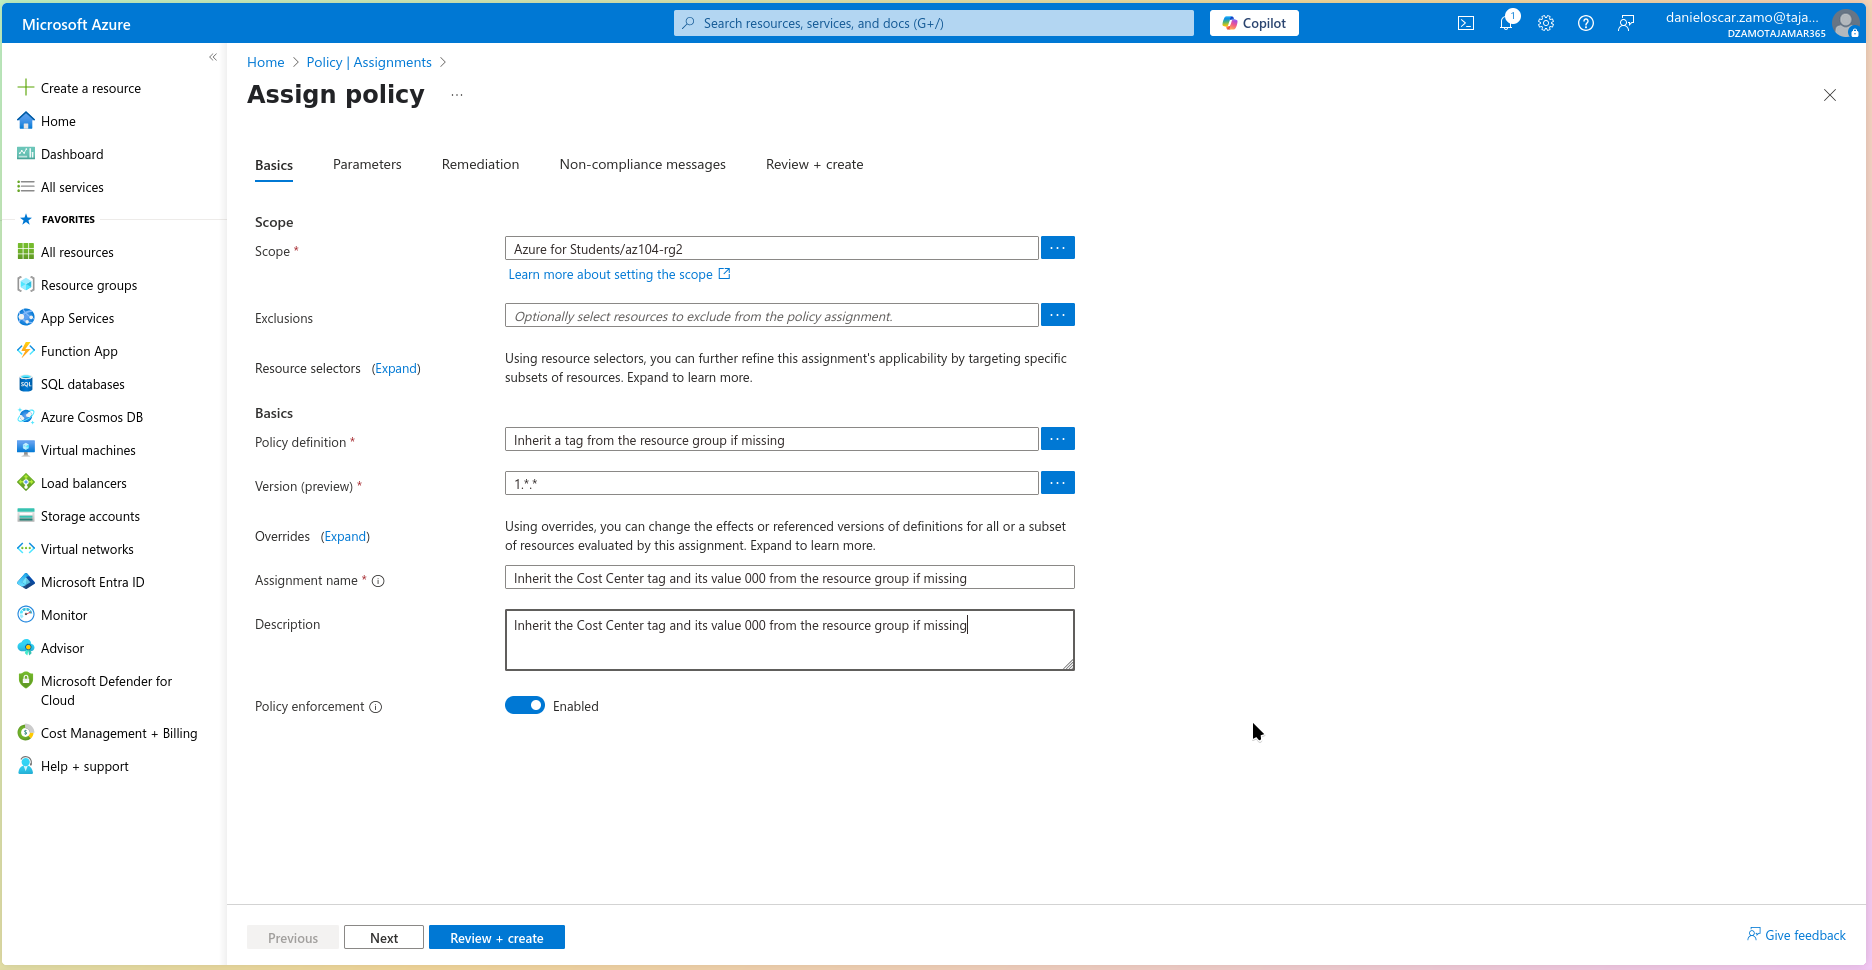 Microsoft Azure
Search resources, services, and docs (G+/)
Copilot
1
danieloscar.zamo@taja...
DZAMOTAJAMAR365
Create a resource
Home
Dashboard
All services
FAVORITES
All resources
Resource groups
App Services
Function App
SQL databases
Azure Cosmos DB
Virtual machines
Load balancers
Storage accounts
Virtual networks
Microsoft Entra ID
Monitor
Advisor
Microsoft Defender for
Cloud
Cost Management + Billing
Help + support
Home > Policy | Assignments >
Assign policy ...
Basics
Parameters
Remediation
Non-compliance messages
Review + create
Scope
Scope *
Azure for Students/az104-rg2
...
Learn more about setting the scope
Exclusions
Optionally select resources to exclude from the policy assignment.
...
Resource selectors (Expand)
Using resource selectors, you can further refine this assignment's applicability by targeting specific
subsets of resources. Expand to learn more.
Basics
Policy definition *
Inherit a tag from the resource group if missing
...
Version (preview) *
1.*.*
...
Overrides (Expand)
Using overrides, you can change the effects or referenced versions of definitions for all or a subset
of resources evaluated by this assignment. Expand to learn more.
Assignment name *
Inherit the Cost Center tag and its value 000 from the resource group if missing
Description
Inherit the Cost Center tag and its value 000 from the resource group if missing
Policy enforcement
Enabled
Previous
Next
Review + create
Give feedback